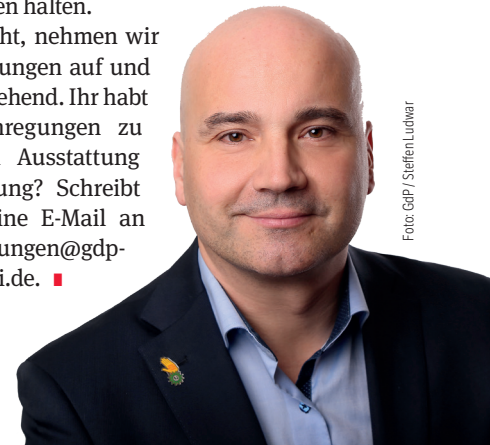 en halten.
ht, nehmen wir
ungen auf und
ehend. Ihr habt
nregungen zu
Ausstattung
ung? Schreibt
ine E-Mail an
ungen@gdp-
i.de.
Foto: GdP / Steffen Ludwar